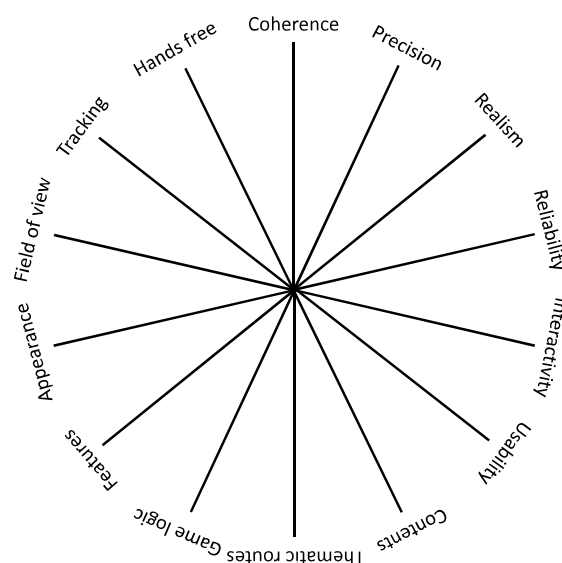 Coherence
Precision
Realism
Reliability
Interactivity
Usability
Contents
Thematic routes
Game logic
Features
Appearance
Field of view
Tracking
Hands free